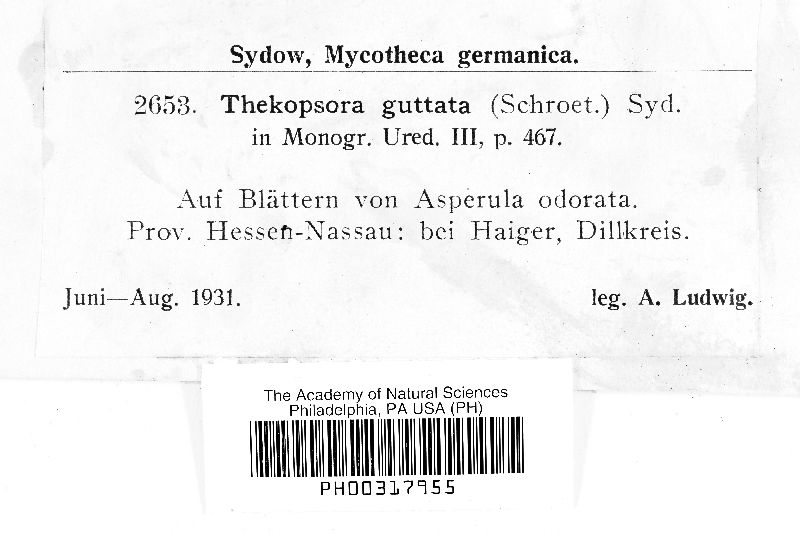 Sydow, Mycotheca germanica.
2653. Thekopsora guttata (Schroet.) Syd.
in Monogr. Ured. III, p. 467.
Auf Blättern von Asperula odorata.
Prov. Hessen-Nassau: bei Haiger, Dillkreis.
Juni—Aug. 1931. leg. A. Ludwig.
The Academy of Natural Sciences
Philadelphia, PA USA (PH)
PH00317955